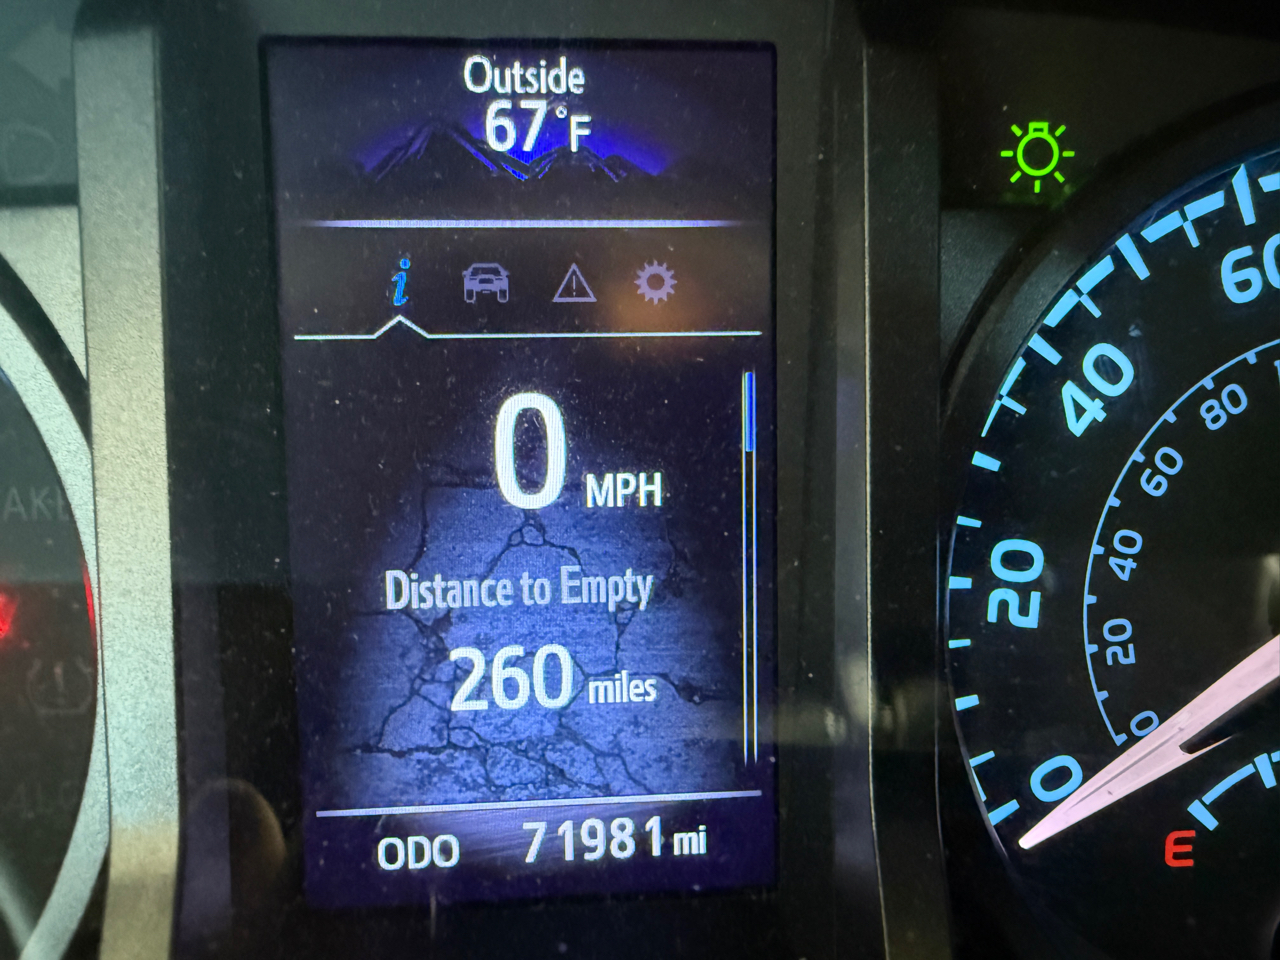 Outside
67°F
0 MPH
Distance to Empty
260 miles
ODO 71981 mi
60
40
20
0
80
60
40
20
0
E